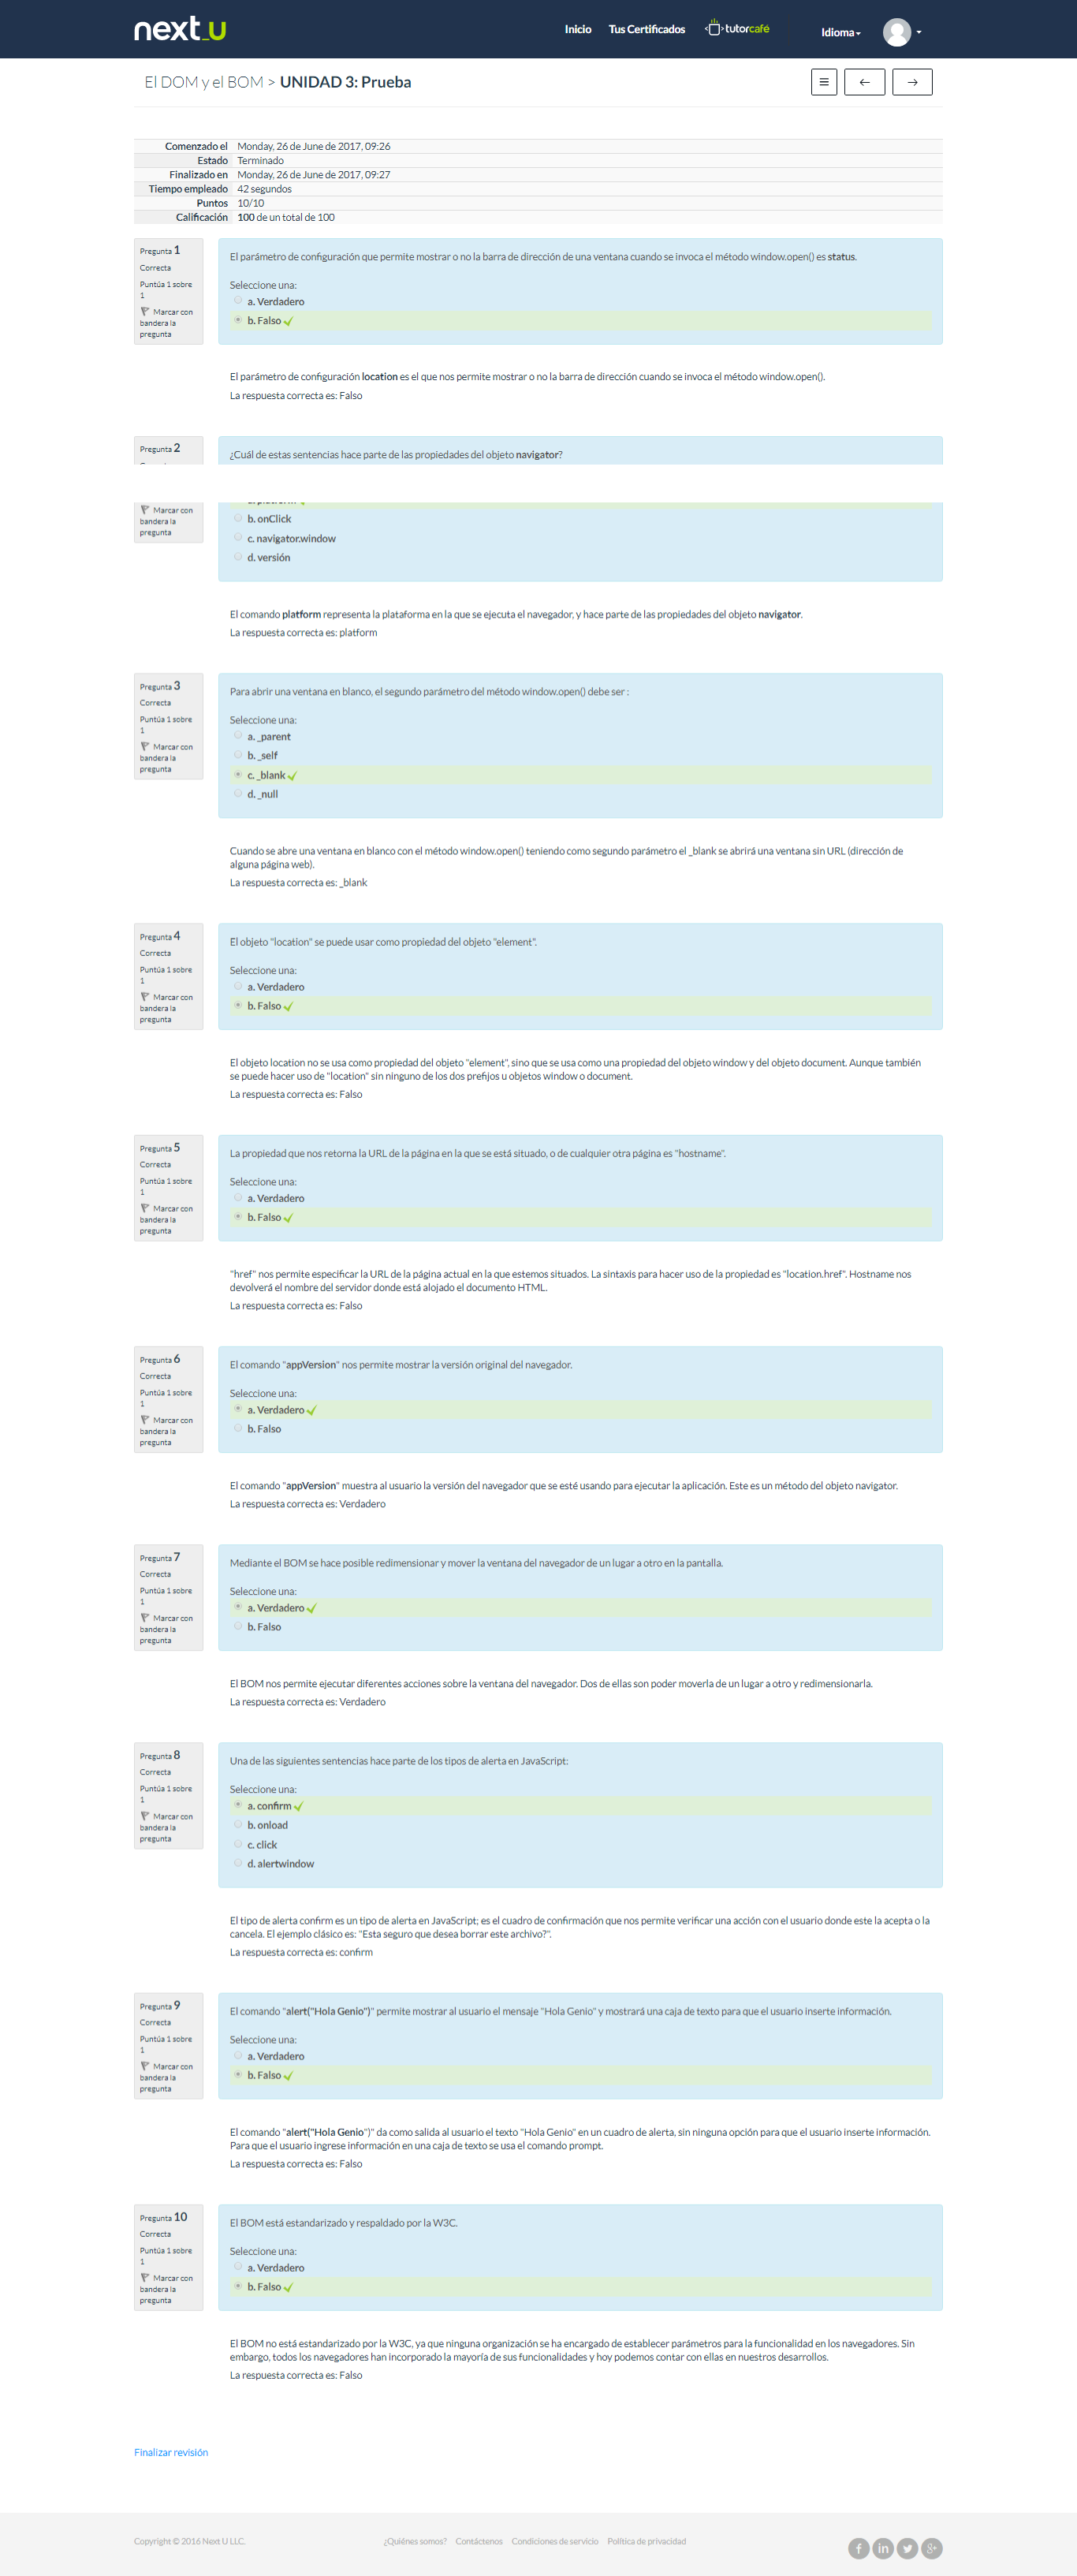 next_u
Inicio Tus Certificados tutorcafé Idioma
El DOM y el BOM > UNIDAD 3: Prueba
Comenzado el Monday, 26 de June de 2017, 09:26
Estado Terminado
Finalizado en Monday, 26 de June de 2017, 09:27
Tiempo empleado 42 segundos
Puntos 10/10
Calificación 100 de un total de 100
Pregunta 1
Correcta
Puntúa 1 sobre
1
Marcar con
bandera la
pregunta
El parámetro de configuración que permite mostrar o no la barra de dirección de una ventana cuando se invoca el método window.open() es status.
Seleccione una:
a. Verdadero
b. Falso
El parámetro de configuración location es el que nos permite mostrar o no la barra de dirección cuando se invoca el método window.open().
La respuesta correcta es: Falso
Pregunta 2
¿Cuál de estas sentencias hace parte de las propiedades del objeto navigator?
Marcar con
bandera la
pregunta
b. onClick
c. navigator.window
d. versión
El comando platform representa la plataforma en la que se ejecuta el navegador, y hace parte de las propiedades del objeto navigator.
La respuesta correcta es: platform
Pregunta 3
Correcta
Puntúa 1 sobre
1
Marcar con
bandera la
pregunta
Para abrir una ventana en blanco, el segundo parámetro del método window.open() debe ser :
Seleccione una:
a. _parent
b. _self
c. _blank
d. _null
Cuando se abre una ventana en blanco con el método window.open() teniendo como segundo parámetro el _blank se abrirá una ventana sin URL (dirección de
alguna página web).
La respuesta correcta es: _blank
Pregunta 4
Correcta
Puntúa 1 sobre
1
Marcar con
bandera la
pregunta
El objeto "location" se puede usar como propiedad del objeto "element".
Seleccione una:
a. Verdadero
b. Falso
El objeto location no se usa como propiedad del objeto "element", sino que se usa como una propiedad del objeto window y del objeto document. Aunque también
se puede hacer uso de "location" sin ninguno de los dos prefijos u objetos window o document.
La respuesta correcta es: Falso
Pregunta 5
Correcta
Puntúa 1 sobre
1
Marcar con
bandera la
pregunta
La propiedad que nos retorna la URL de la página en la que se está situado, o de cualquier otra página es "hostname".
Seleccione una:
a. Verdadero
b. Falso
"href" nos permite especificar la URL de la página actual en la que estemos situados. La sintaxis para hacer uso de la propiedad es "location.href". Hostname nos
devolverá el nombre del servidor donde está alojado el documento HTML.
La respuesta correcta es: Falso
Pregunta 6
Correcta
Puntúa 1 sobre
1
Marcar con
bandera la
pregunta
El comando "appVersion" nos permite mostrar la versión original del navegador.
Seleccione una:
a. Verdadero
b. Falso
El comando "appVersion" muestra al usuario la versión del navegador que se esté usando para ejecutar la aplicación. Este es un método del objeto navigator.
La respuesta correcta es: Verdadero
Pregunta 7
Correcta
Puntúa 1 sobre
1
Marcar con
bandera la
pregunta
Mediante el BOM se hace posible redimensionar y mover la ventana del navegador de un lugar a otro en la pantalla.
Seleccione una:
a. Verdadero
b. Falso
El BOM nos permite ejecutar diferentes acciones sobre la ventana del navegador. Dos de ellas son poder moverla de un lugar a otro y redimensionarla.
La respuesta correcta es: Verdadero
Pregunta 8
Correcta
Puntúa 1 sobre
1
Marcar con
bandera la
pregunta
Una de las siguientes sentencias hace parte de los tipos de alerta en JavaScript:
Seleccione una:
a. confirm
b. onload
c. click
d. alertwindow
El tipo de alerta confirm es un tipo de alerta en JavaScript; es el cuadro de confirmación que nos permite verificar una acción con el usuario donde este la acepta o la
cancela. El ejemplo clásico es: "Esta seguro que desea borrar este archivo?".
La respuesta correcta es: confirm
Pregunta 9
Correcta
Puntúa 1 sobre
1
Marcar con
bandera la
pregunta
El comando "alert("Hola Genio")" permite mostrar al usuario el mensaje "Hola Genio" y mostrará una caja de texto para que el usuario inserte información.
Seleccione una:
a. Verdadero
b. Falso
El comando "alert("Hola Genio")" da como salida al usuario el texto "Hola Genio" en un cuadro de alerta, sin ninguna opción para que el usuario inserte información.
Para que el usuario ingrese información en una caja de texto se usa el comando prompt.
La respuesta correcta es: Falso
Pregunta 10
Correcta
Puntúa 1 sobre
1
Marcar con
bandera la
pregunta
El BOM está estandarizado y respaldado por la W3C.
Seleccione una:
a. Verdadero
b. Falso
El BOM no está estandarizado por la W3C, ya que ninguna organización se ha encargado de establecer parámetros para la funcionalidad en los navegadores. Sin
embargo, todos los navegadores han incorporado la mayoría de sus funcionalidades y hoy podemos contar con ellas en nuestros desarrollos.
La respuesta correcta es: Falso
Finalizar revisión
Copyright © 2016 Next U LLC. ¿Quiénes somos? Contáctenos Condiciones de servicio Política de privacidad